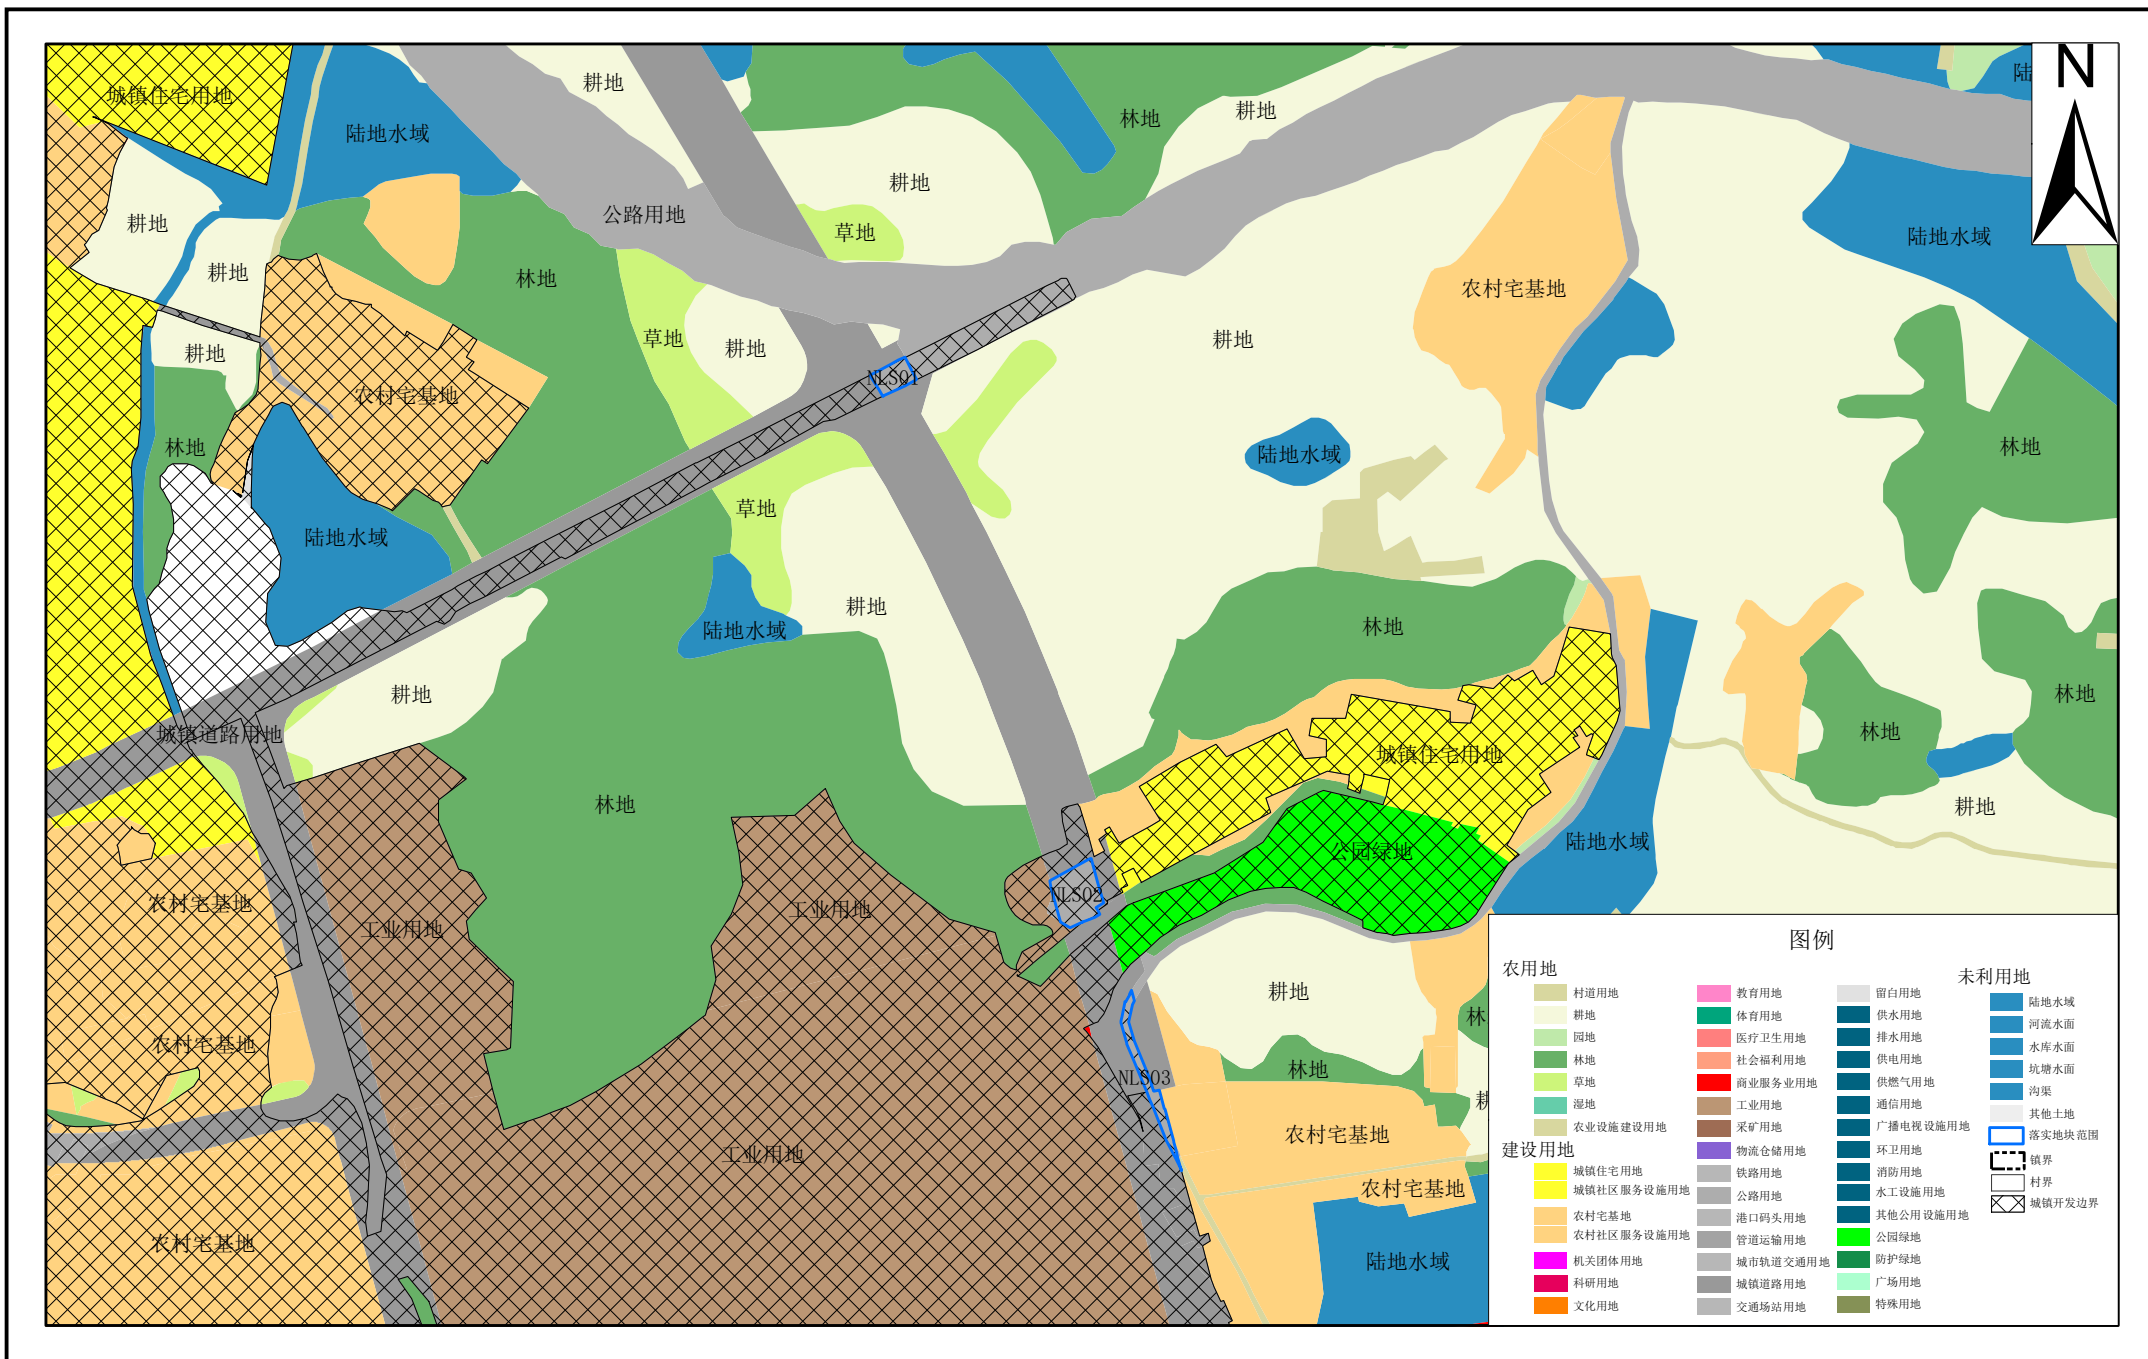 N
城镇住宅用地
陆地水域
耕地
林地
耕地
陆
耕地
耕地
公路用地
草地
陆地水域
耕地
林地
农村宅基地
草地
耕地
耕地
耕地
NLS01
农村宅基地
林地
陆地水域
林地
草地
陆地水域
耕地
陆地水域
林地
耕地
林地
城镇道路用地
林地
城镇住宅用地
林地
耕地
陆地水域
公园绿地
农村宅基地
工业用地
工业用地
NLS02
耕地
林
农村宅基地
林地
NLS03
耕
农村宅基地
工业用地
农村宅基地
农村宅基地
陆地水域
图例
农用地
村道用地
耕地
园地
林地
草地
湿地
农业设施建设用地
建设用地
城镇住宅用地
城镇社区服务设施用地
农村宅基地
农村社区服务设施用地
机关团体用地
科研用地
文化用地
教育用地
体育用地
医疗卫生用地
社会福利用地
商业服务业用地
工业用地
采矿用地
物流仓储用地
铁路用地
公路用地
港口码头用地
管道运输用地
城市轨道交通用地
城镇道路用地
交通场站用地
留白用地
供水用地
排水用地
供电用地
供燃气用地
通信用地
广播电视设施用地
环卫用地
消防用地
水工设施用地
其他公用设施用地
公园绿地
防护绿地
广场用地
特殊用地
未利用地
陆地水域
河流水面
水库水面
坑塘水面
沟渠
其他土地
落实地块范围
镇界
村界
城镇开发边界